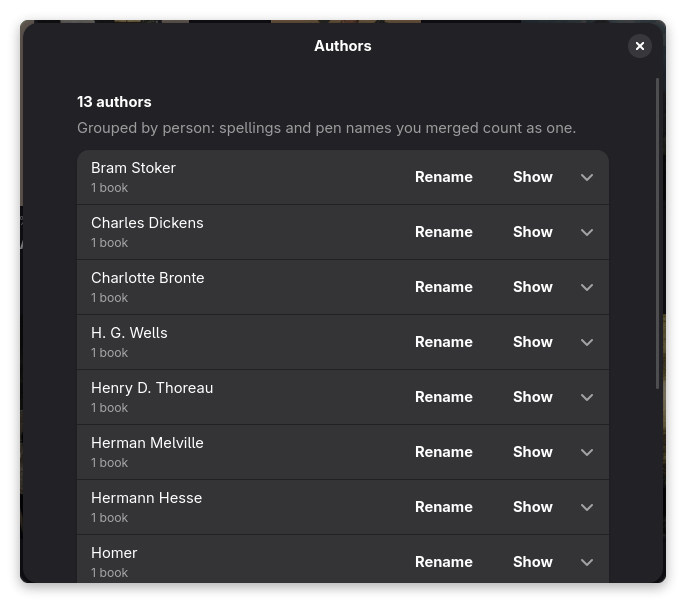 Authors
13 authors
Grouped by person: spellings and pen names you merged count as one.
Bram Stoker
1 book
Rename
Show
Charles Dickens
1 book
Rename
Show
Charlotte Bronte
1 book
Rename
Show
H. G. Wells
1 book
Rename
Show
Henry D. Thoreau
1 book
Rename
Show
Herman Melville
1 book
Rename
Show
Hermann Hesse
1 book
Rename
Show
Homer
1 book
Rename
Show